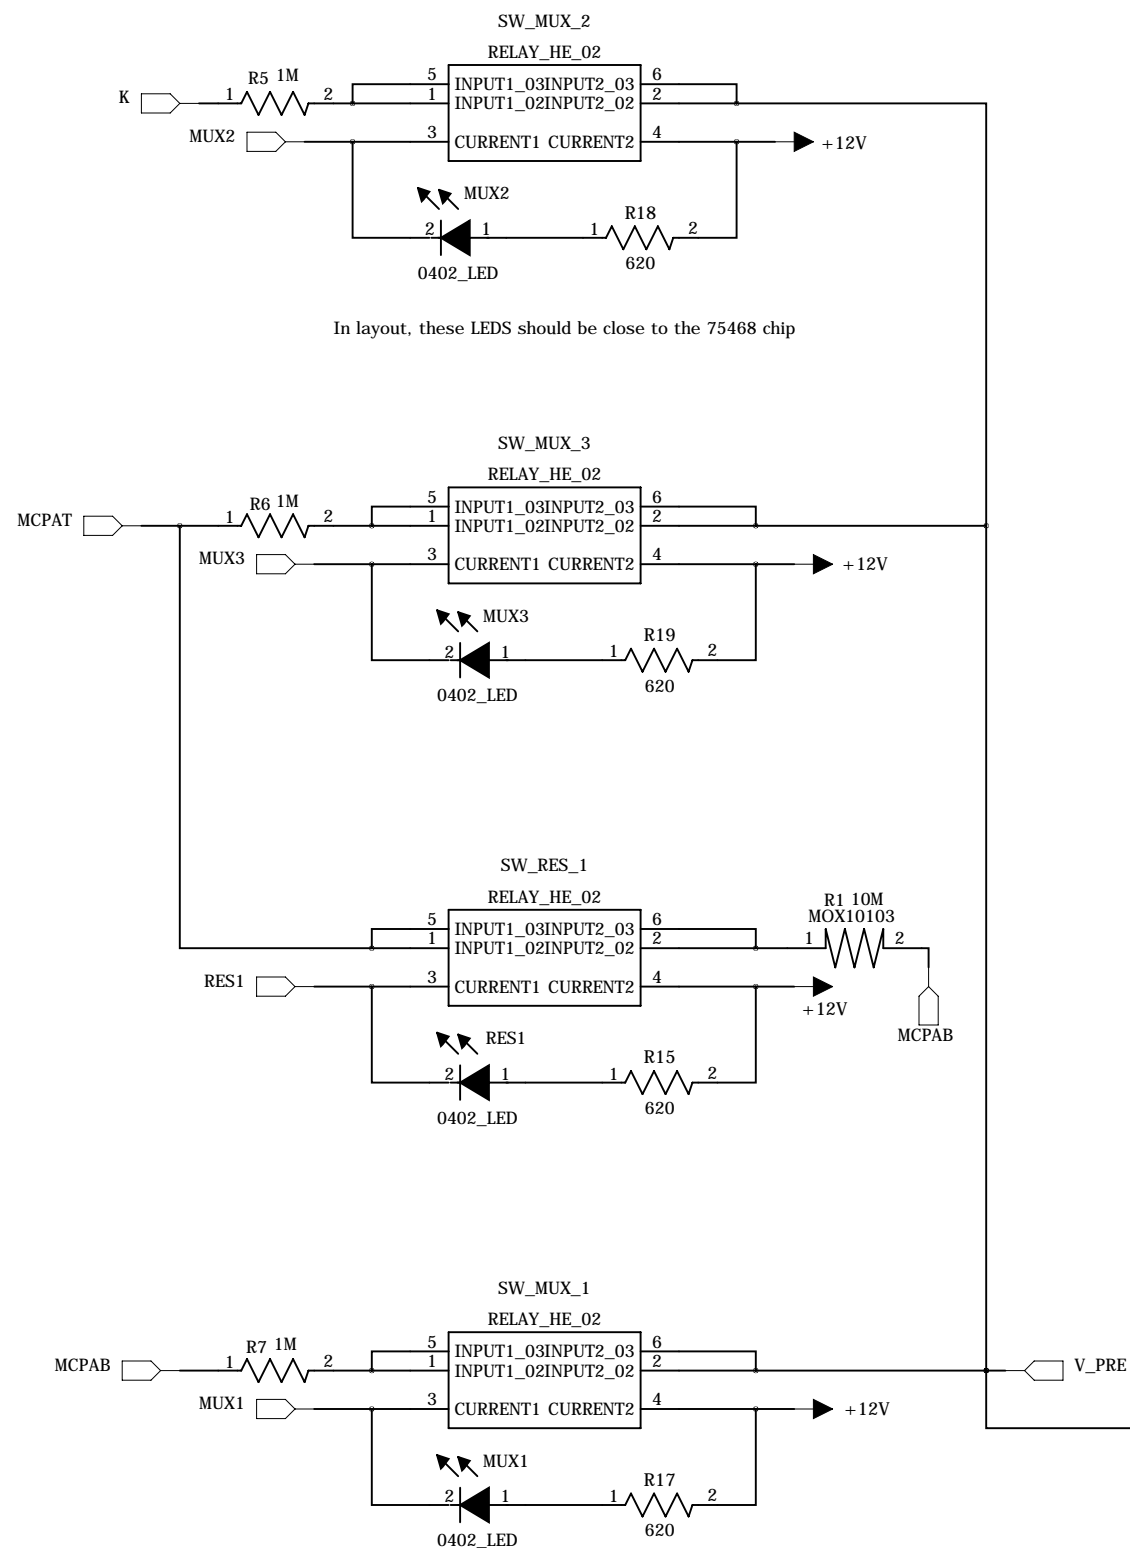 SW_MUX_2
RELAY_HE_02
K
1
R5 1M
2
5 INPUT1_03INPUT2_03 6
1 INPUT1_02INPUT2_02 2
MUX2
3 CURRENT1 CURRENT2 4
+12V
MUX2
2
1
0402_LED
R18
1
2
620
In layout, these LEDS should be close to the 75468 chip
SW_MUX_3
RELAY_HE_02
MCPAT
1
R6 1M
2
5 INPUT1_03INPUT2_03 6
1 INPUT1_02INPUT2_02 2
MUX3
3 CURRENT1 CURRENT2 4
+12V
MUX3
2
1
0402_LED
R19
1
2
620
SW_RES_1
RELAY_HE_02
5 INPUT1_03INPUT2_03 6
1 INPUT1_02INPUT2_02 2
R1 10M
MOX10103
1
2
MCPAB
RES1
3 CURRENT1 CURRENT2 4
+12V
RES1
2
1
0402_LED
R15
1
2
620
SW_MUX_1
RELAY_HE_02
MCPAB
1
R7 1M
2
5 INPUT1_03INPUT2_03 6
1 INPUT1_02INPUT2_02 2
V_PRE
MUX1
3 CURRENT1 CURRENT2 4
+12V
MUX1
2
1
0402_LED
R17
1
2
620